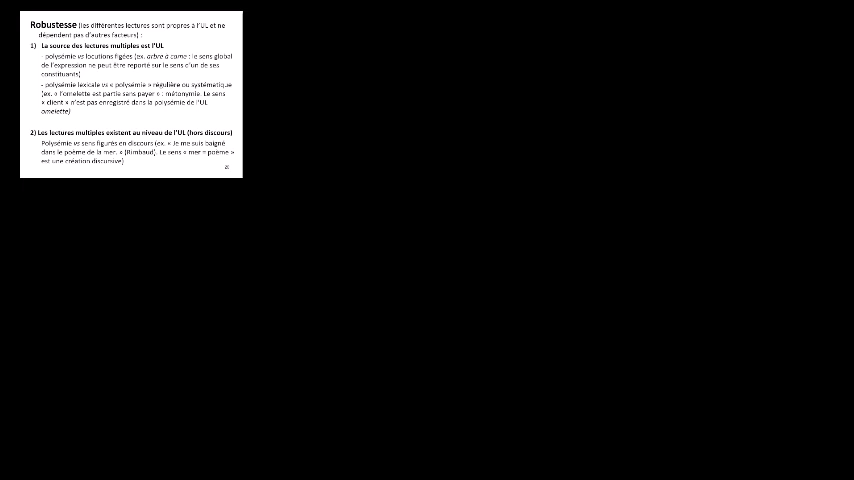 Robustesse (les différentes lectures sont propres à l'UL et ne
dépendent pas d'autres facteurs) :
1) La source des lectures multiples est l'UL
- polysémie vs locutions figées (ex. arbre à came : le sens global
de l'expression ne peut être reporté sur le sens d'un de ses
constituants)
- polysémie lexicale vs « polysémie » régulière ou systématique
(ex. « l'omelette est partie sans payer » : métonymie. Le sens
« client » n'est pas enregistré dans la polysémie de l'UL
omelette)
2) Les lectures multiples existent au niveau de l'UL (hors discours)
Polysémie vs sens figurés en discours (ex. « Je me suis baigné
dans le poème de la mer. » (Rimbaud). Le sens « mer = poème »
est une création discursive)